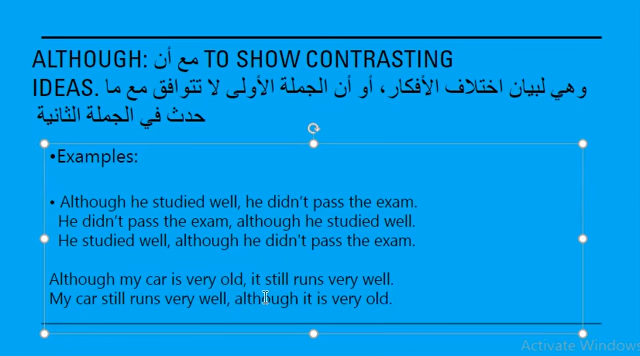 ALTHOUGH: مع أن TO SHOW CONTRASTING
IDEAS. وهي لبيان اختلاف الأفكار، أو أن الجملة الأولى لا تتوافق مع ما
حدث في الجملة الثانية
•Examples:
• Although he studied well, he didn’t pass the exam.
He didn’t pass the exam, although he studied well.
He studied well, although he didn't pass the exam.
Although my car is very old, it still runs very well.
My car still runs very well, although it is very old.
Activate Windows